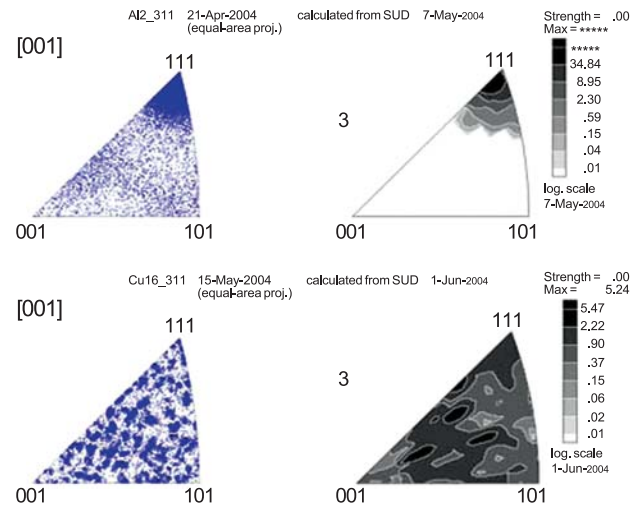 Al2_311 21-Apr-2004 calculated from SUD 7-May-2004
(equal-area proj.)
Strength = .00
Max = *****
[001]
111
001 101
3
111
001 101
*****
34.84
8.95
2.30
.59
.15
.04
.01
log. scale
7-May-2004
Cu16_311 15-May-2004 calculated from SUD 1-Jun-2004
(equal-area proj.)
Strength = .00
Max = 5.24
[001]
111
001 101
3
111
001 101
5.47
2.22
.90
.37
.15
.06
.02
.01
log. scale
1-Jun-2004